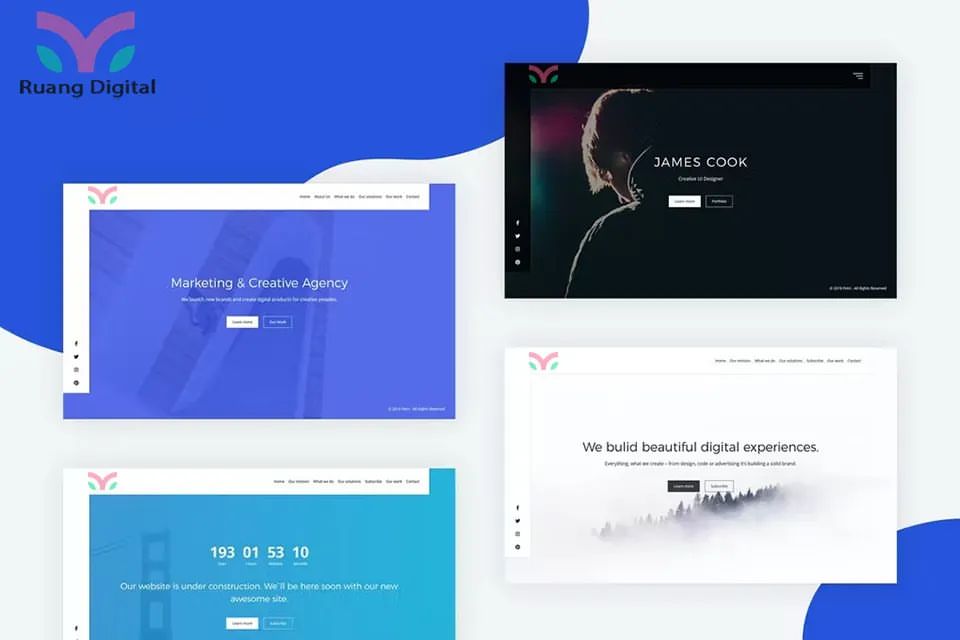 Ruang Digital
JAMES COOK
Creative UI Designer
Learn more
Portfolio
© 2019 Petri - All Rights Reserved
Home About Us What we do Our solutions Our work Contact
Marketing & Creative Agency
We launch new brands and create digital products for creative peoples.
Learn more
Our Work
© 2019 Petri - All Rights Reserved
Home Our mission What we do Our solutions Subscribe Our work Contact
We bulid beautiful digital experiences.
Everything, what we create – from design, code or advertising it's building a solid brand.
Learn more
Subscribe
Home Our mission What we do Our solutions Subscribe Our work Contact
193 01 53 10
Days Hours Minutes Seconds
Our website is under construction. We'll be here soon with our new
awesome site.
Learn more
Subscribe